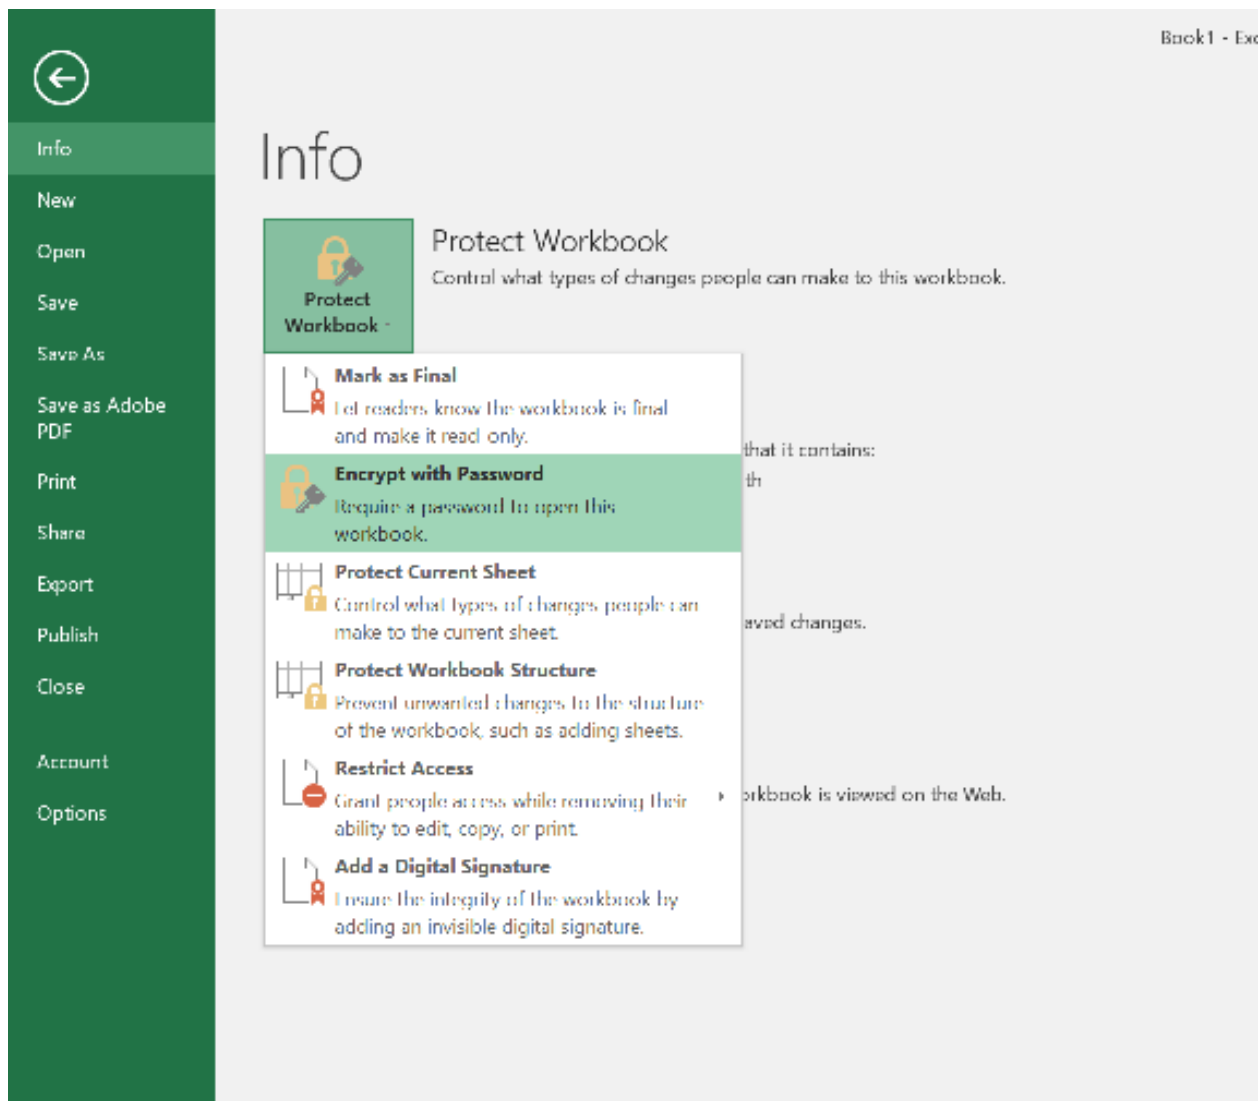 Book1 - Exc
Info
New
Open
Save
Save As
Save as Adobe
PDF
Print
Share
Export
Publish
Close
Account
Options
Info
Protect
Workbook
Protect Workbook
Control what types of changes people can make to this workbook.
Mark as Final
Let readers know the workbook is final
and make it read-only.
Encrypt with Password
Require a password to open this
workbook.
Protect Current Sheet
Control what types of changes people can
make to the current sheet.
Protect Workbook Structure
Prevent unwanted changes to the structure
of the workbook, such as adding sheets.
Restrict Access
Grant people access while removing their
ability to edit, copy, or print.
Add a Digital Signature
Ensure the integrity of the workbook by
adding an invisible digital signature.
that it contains:
th
aved changes.
orkbook is viewed on the Web.